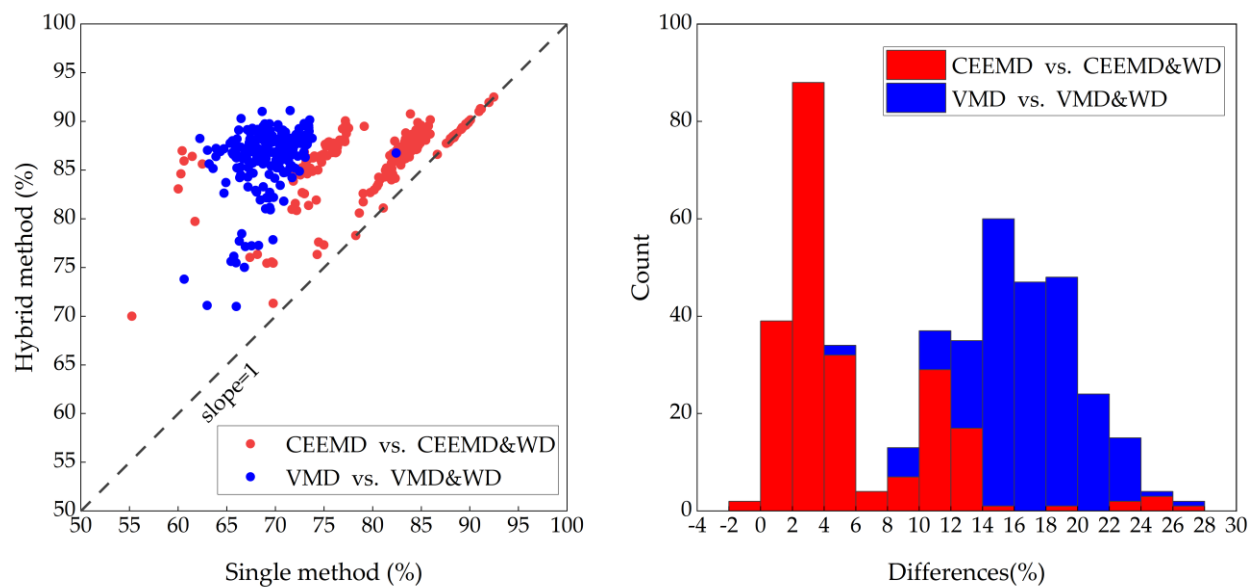 100
95
90
85
80
75
70
65
60
55
50
Hybrid method (%)
slope=1
CEEMD vs. CEEMD&WD
VMD vs. VMD&WD
50 55 60 65 70 75 80 85 90 95 100
Single method (%)
100
80
60
40
20
0
Count
CEEMD vs. CEEMD&WD
VMD vs. VMD&WD
-4 -2 0 2 4 6 8 10 12 14 16 18 20 22 24 26 28 30
Differences(%)